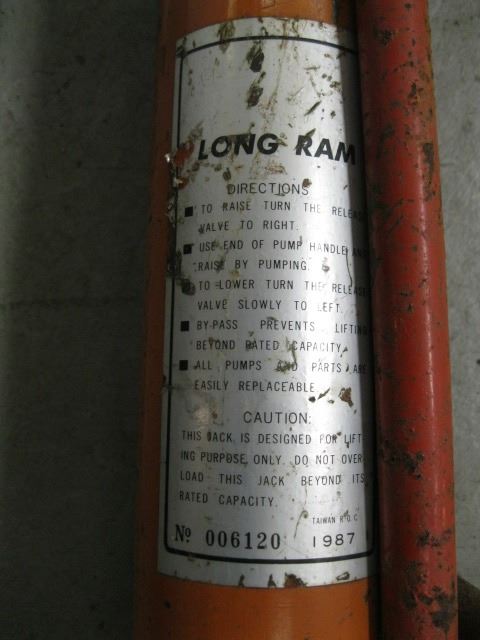 LONG RAM
DIRECTIONS
■ TO RAISE TURN THE RELEASE
VALVE TO RIGHT.
■ USE END OF PUMP HANDLE AND
RAISE BY PUMPING.
■ TO LOWER TURN THE RELEASE
VALVE SLOWLY TO LEFT.
■ BY-PASS PREVENTS LIFTING
BEYOND RATED CAPACITY.
■ ALL PUMPS AND PARTS ARE
EASILY REPLACEABLE.
CAUTION:
THIS JACK IS DESIGNED FOR LIFT-
ING PURPOSE ONLY. DO NOT OVER-
LOAD THIS JACK BEYOND ITS
RATED CAPACITY.
TAIWAN R.O.C.
Nº 006120 1987